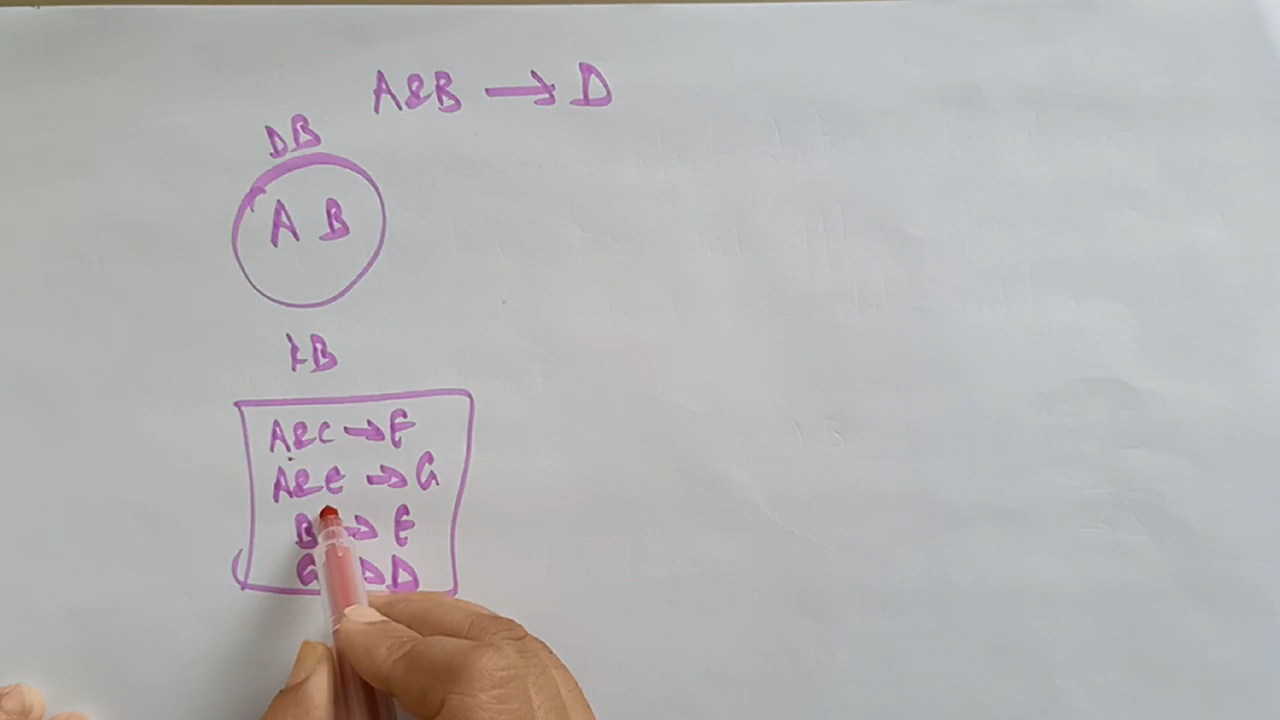 A&B → D
DB
A B
KB
A&C → F
A&E → G
B → E
G → D